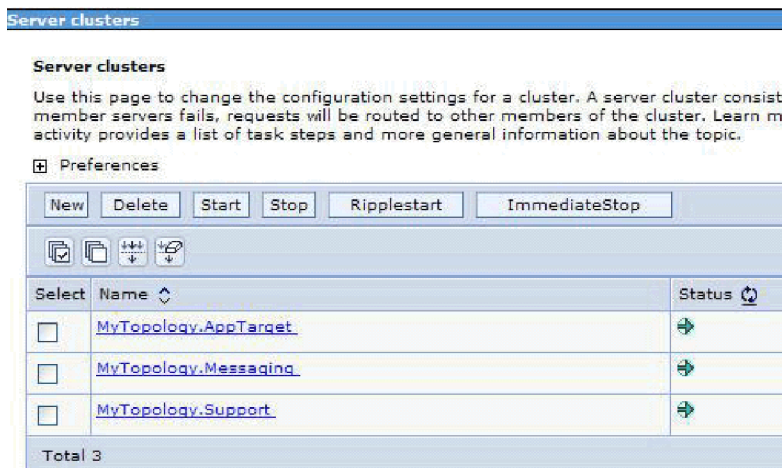 Server clusters
Server clusters
Use this page to change the configuration settings for a cluster. A server cluster consist
member servers fails, requests will be routed to other members of the cluster. Learn m
activity provides a list of task steps and more general information about the topic.
Preferences
New Delete Start Stop Ripplestart ImmediateStop
Select Name Status
MyTopology.AppTarget
MyTopology.Messaging
MyTopology.Support
Total 3